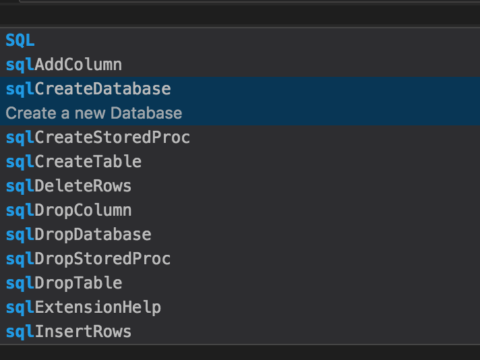 SQL
sqlAddColumn
sqlCreateDatabase
Create a new Database
sqlCreateStoredProc
sqlCreateTable
sqlDeleteRows
sqlDropColumn
sqlDropDatabase
sqlDropStoredProc
sqlDropTable
sqlExtensionHelp
sqlInsertRows